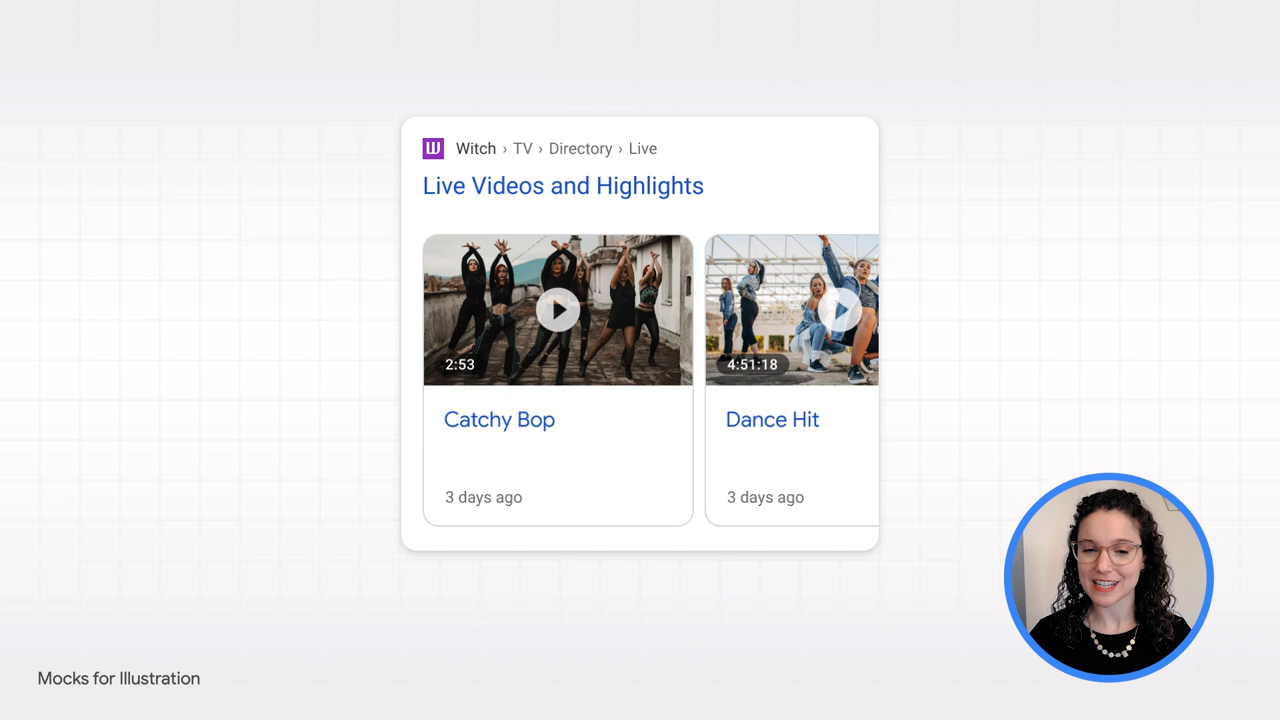 Witch › TV › Directory › Live
Live Videos and Highlights
2:53
4:51:18
Catchy Bop
Dance Hit
3 days ago
3 days ago
Mocks for Illustration